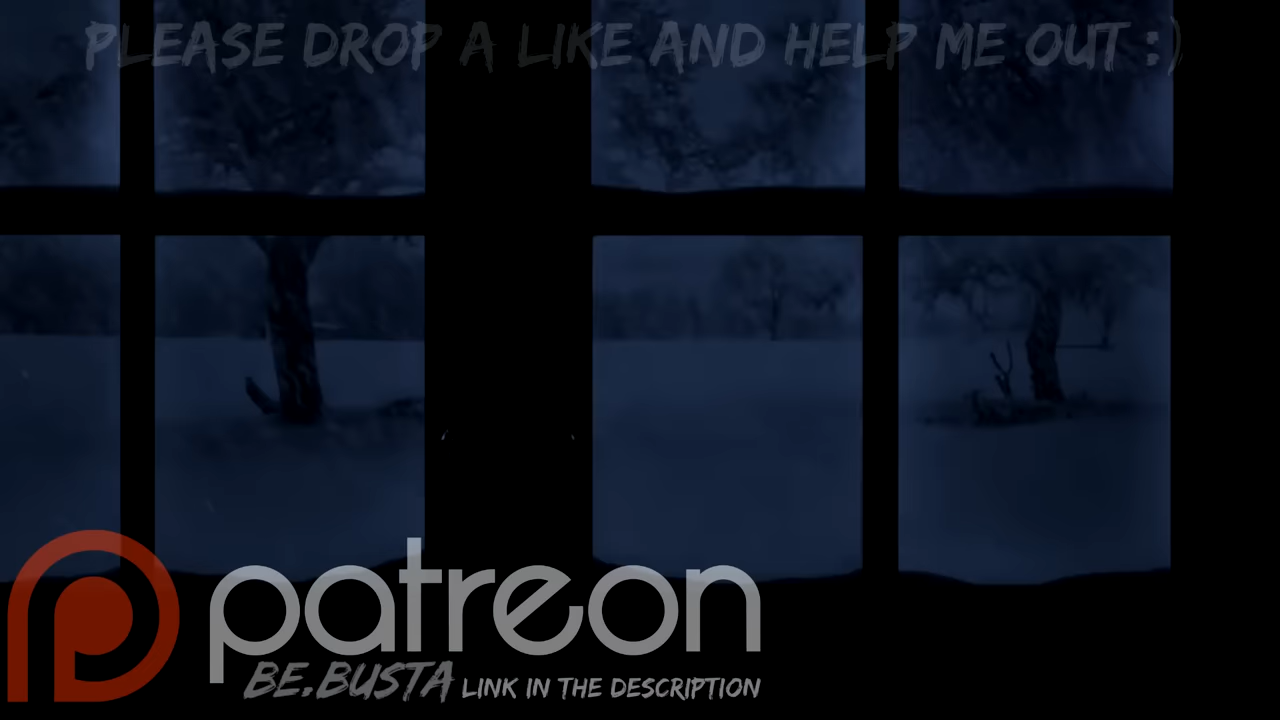 PLEASE DROP A LIKE AND HELP ME OUT :)
patreon
BE.BUSTA LINK IN THE DESCRIPTION